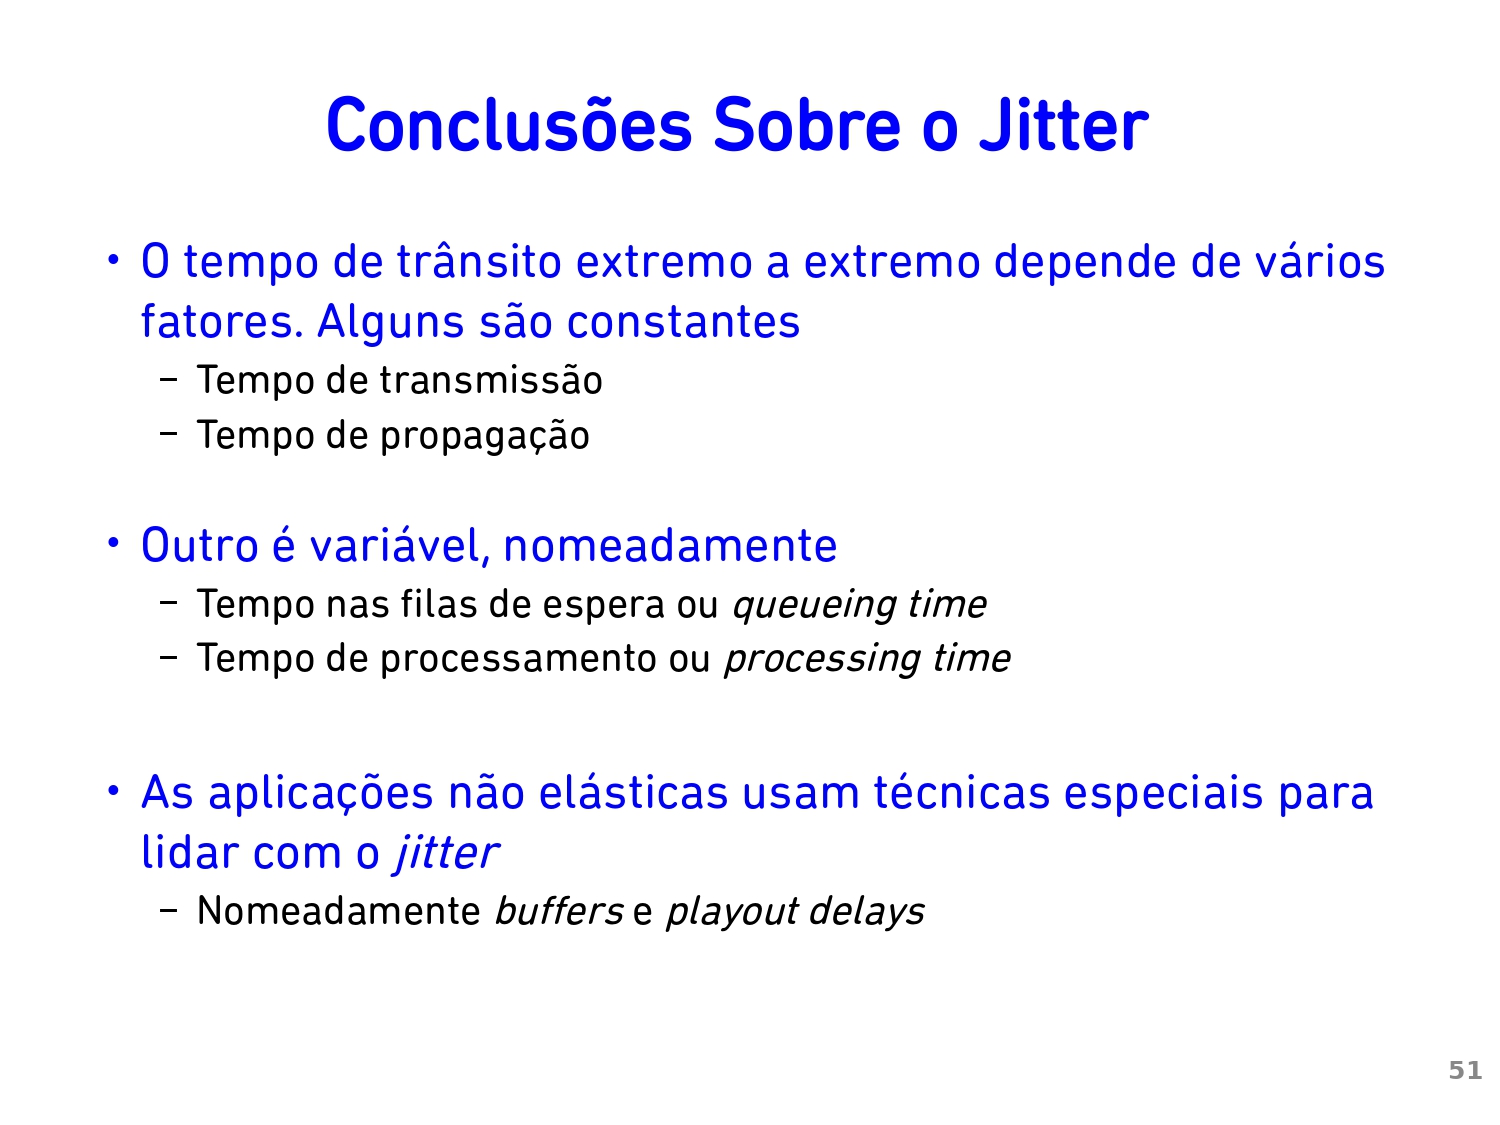 Conclusões Sobre o Jitter
• O tempo de trânsito extremo a extremo depende de vários
fatores. Alguns são constantes
– Tempo de transmissão
– Tempo de propagação
• Outro é variável, nomeadamente
– Tempo nas filas de espera ou queueing time
– Tempo de processamento ou processing time
• As aplicações não elásticas usam técnicas especiais para
lidar com o jitter
– Nomeadamente buffers e playout delays
51